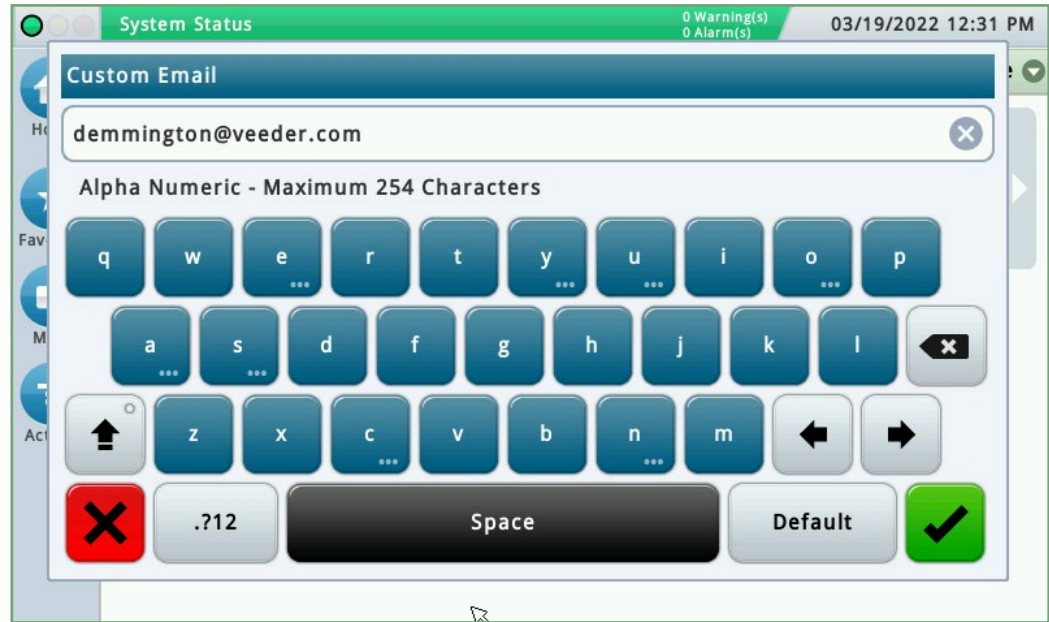 System Status
0 Warning(s)
0 Alarm(s)
03/19/2022 12:31 PM
Custom Email
demmington@veeder.com
Alpha Numeric - Maximum 254 Characters
q w e r t y u i o p
a s d f g h j k l
z x c v b n m
.?12 Space Default